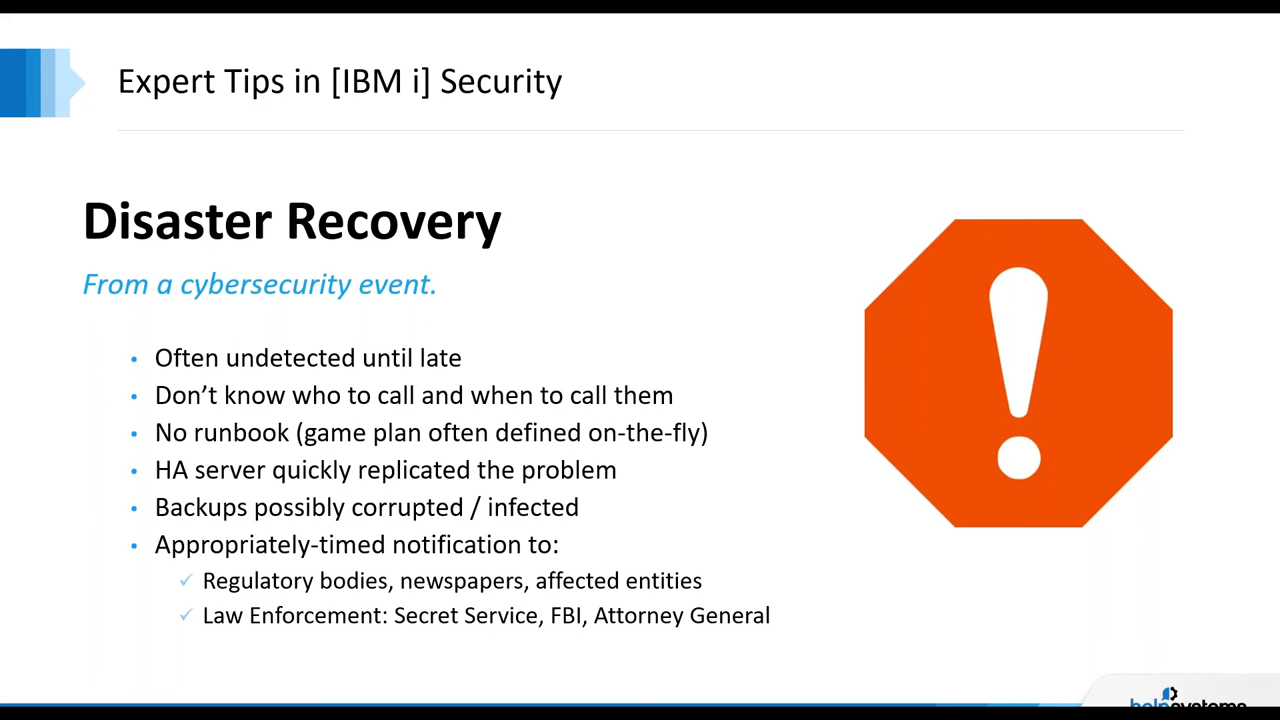 Expert Tips in [IBM i] Security
Disaster Recovery
From a cybersecurity event.
• Often undetected until late
• Don’t know who to call and when to call them
• No runbook (game plan often defined on-the-fly)
• HA server quickly replicated the problem
• Backups possibly corrupted / infected
• Appropriately-timed notification to:
✓ Regulatory bodies, newspapers, affected entities
✓ Law Enforcement: Secret Service, FBI, Attorney General
helpsystems